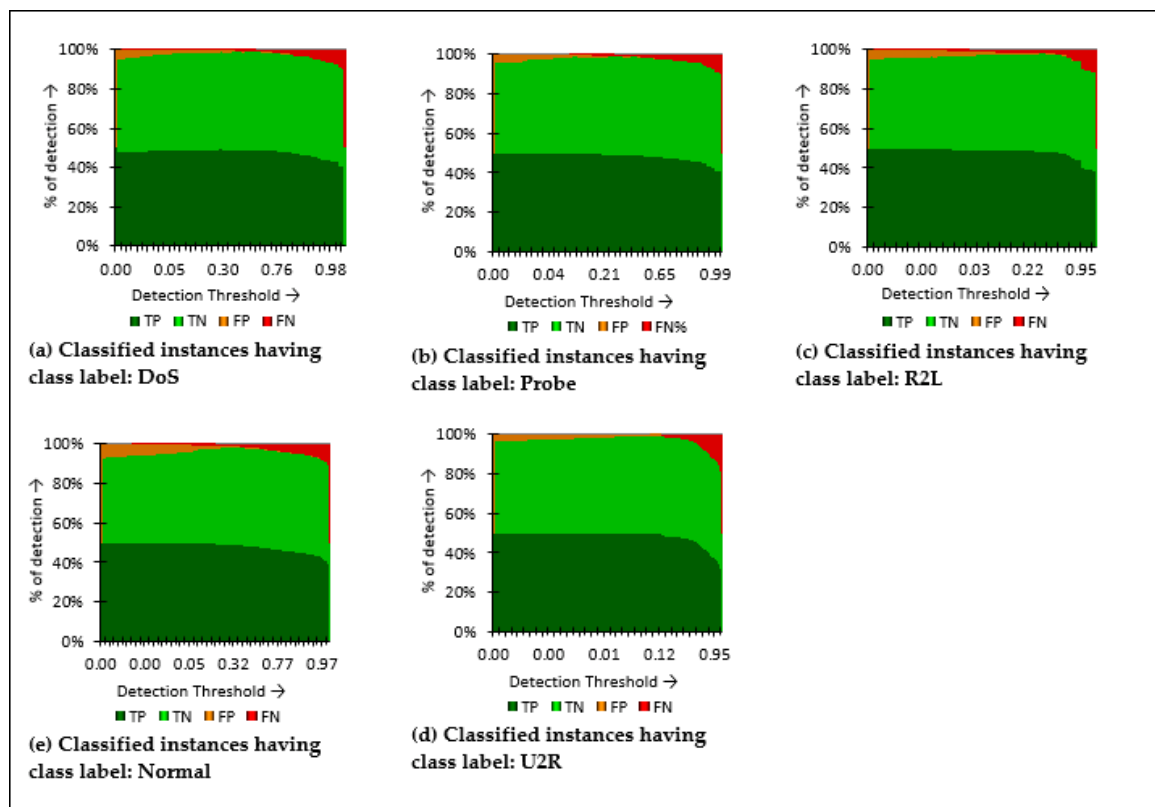 100%
80%
60%
40%
20%
0%
% of detection →
0.00 0.05 0.30 0.76 0.98
Detection Threshold →
TP TN FP FN
(a) Classified instances having
class label: DoS
100%
80%
60%
40%
20%
0%
% of detection →
0.00 0.04 0.21 0.65 0.99
Detection Threshold →
TP TN FP FN%
(b) Classified instances having
class label: Probe
100%
80%
60%
40%
20%
0%
% of detection →
0.00 0.00 0.03 0.22 0.95
Detection Threshold →
TP TN FP FN
(c) Classified instances having
class label: R2L
100%
80%
60%
40%
20%
0%
% of detection →
0.00 0.00 0.05 0.32 0.77 0.97
Detection Threshold →
TP TN FP FN
(e) Classified instances having
class label: Normal
100%
80%
60%
40%
20%
0%
% of detection →
0.00 0.00 0.01 0.12 0.95
Detection Threshold →
TP TN FP FN
(d) Classified instances having
class label: U2R